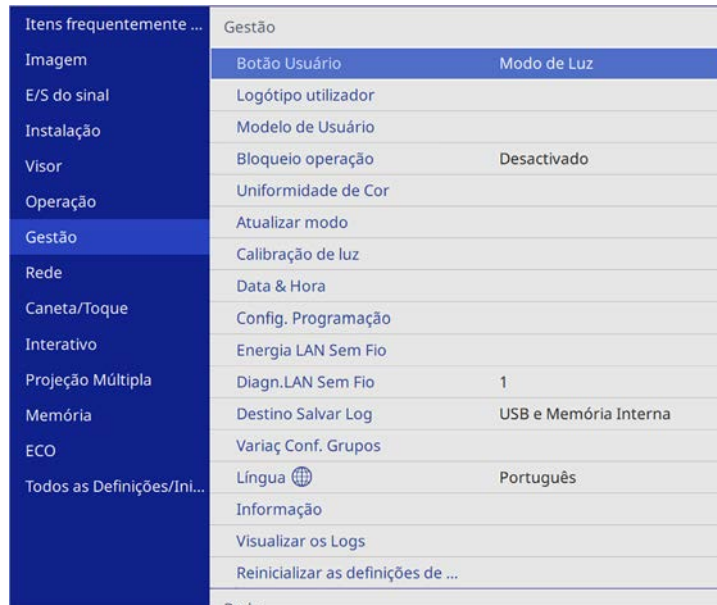 Itens frequentemente ...
Imagem
E/S do sinal
Instalação
Visor
Operação
Gestão
Rede
Caneta/Toque
Interativo
Projeção Múltipla
Memória
ECO
Todos as Definições/Ini...
Gestão
Botão Usuário Modo de Luz
Logótipo utilizador
Modelo de Usuário
Bloqueio operação Desactivado
Uniformidade de Cor
Atualizar modo
Calibração de luz
Data & Hora
Config. Programação
Energia LAN Sem Fio
Diagn.LAN Sem Fio 1
Destino Salvar Log USB e Memória Interna
Variaç Conf. Grupos
Língua Português
Informação
Visualizar os Logs
Reinicializar as definições de ...